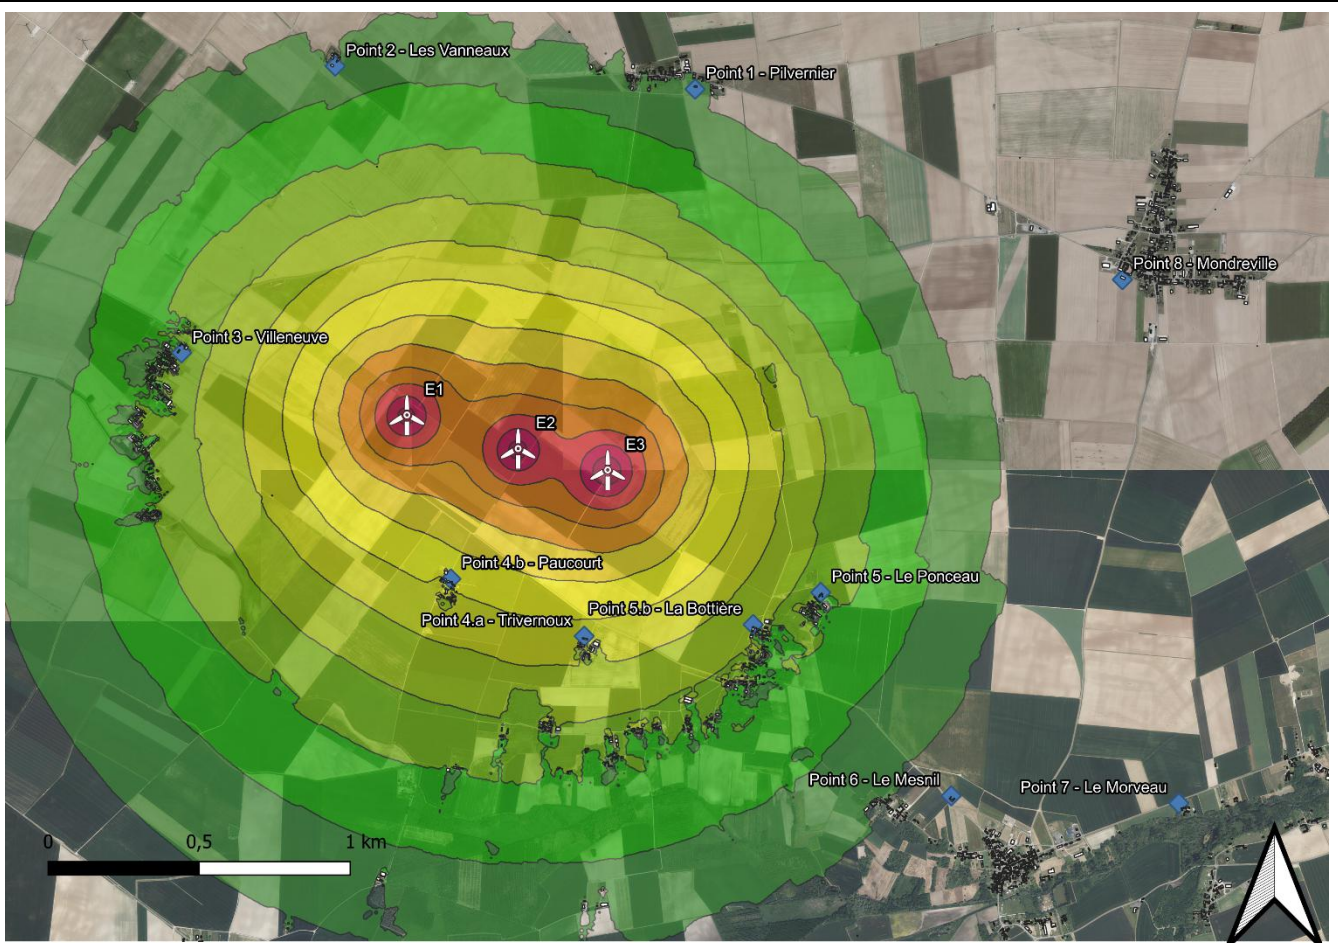 Point 2 - Les Vanneaux
Point 1 - Pilvernier
Point 8 - Mondreville
Point 3 - Villeneuve
E1
E2
E3
Point 4.b - Paucourt
Point 5 - Le Ponceau
Point 5.b - La Bottière
Point 4.a - Trivernoux
Point 6 - Le Mesnil
Point 7 - Le Morveau
0 0,5 1 km